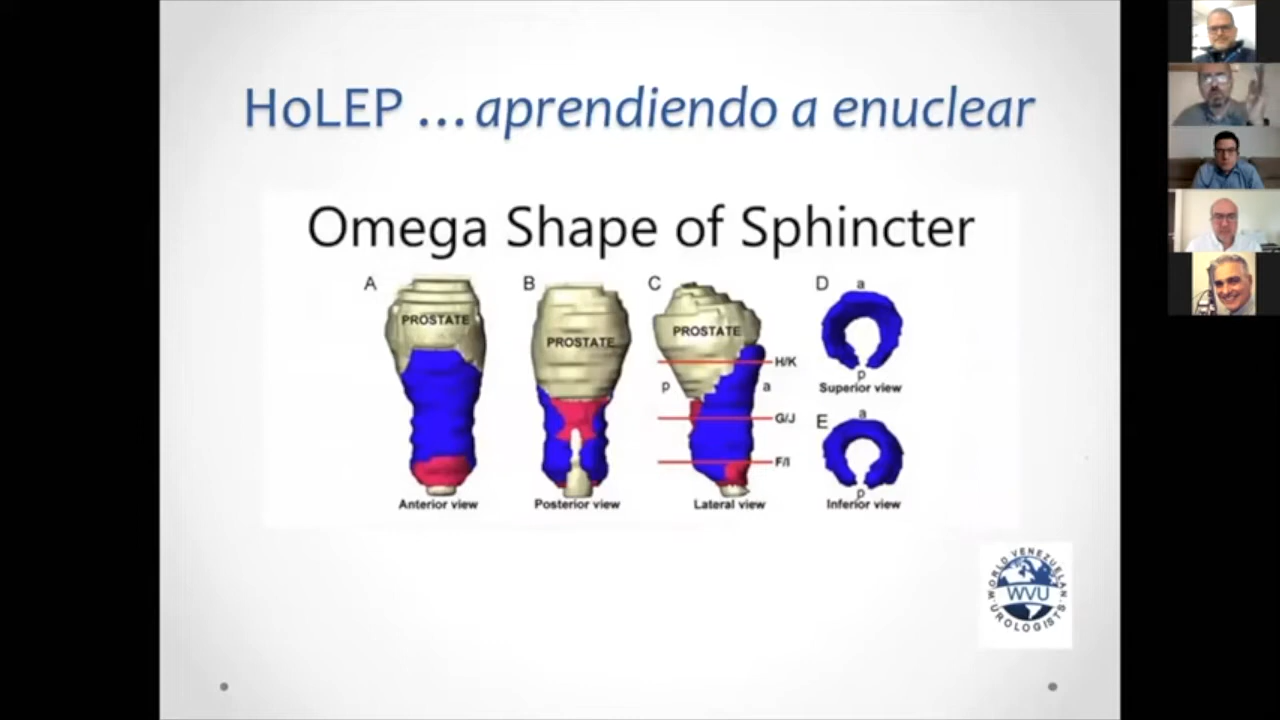 HoLEP ...aprendiendo a enuclear
Omega Shape of Sphincter
A
B
C
D
a
PROSTATE
PROSTATE
PROSTATE
H/K
p
a
p
Superior view
G/J
E
a
F/I
p
Anterior view
Posterior view
Lateral view
Inferior view
WORLD VENEZUELAN
WVU
UROLOGISTS